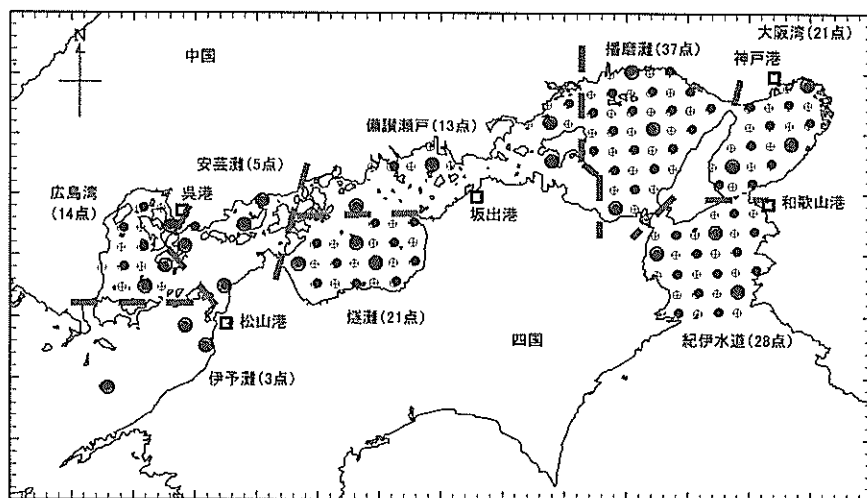 大阪湾(21点)
播磨灘(37点)
神戸港
N
中国
備讃瀬戸(13点)
安芸灘(5点)
広島湾
(14点)
呉港
坂出港
和歌山港
松山港
燧灘(21点)
四国
紀伊水道(28点)
伊予灘(3点)